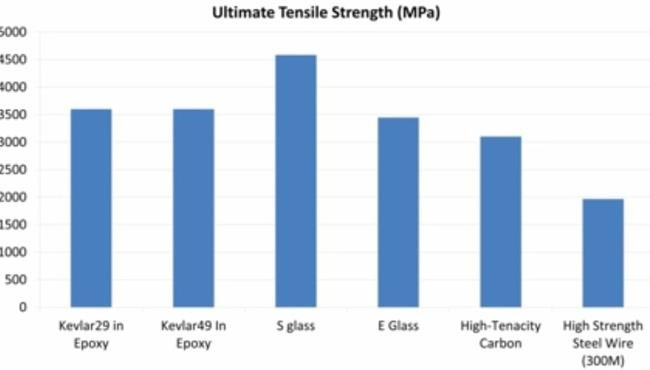 Ultimate Tensile Strength (MPa)
5000
4500
4000
3500
3000
2500
2000
1500
1000
500
0
Kevlar29 in
Epoxy
Kevlar49 In
Epoxy
S glass
E Glass
High-Tenacity
Carbon
High Strength
Steel Wire
(300M)